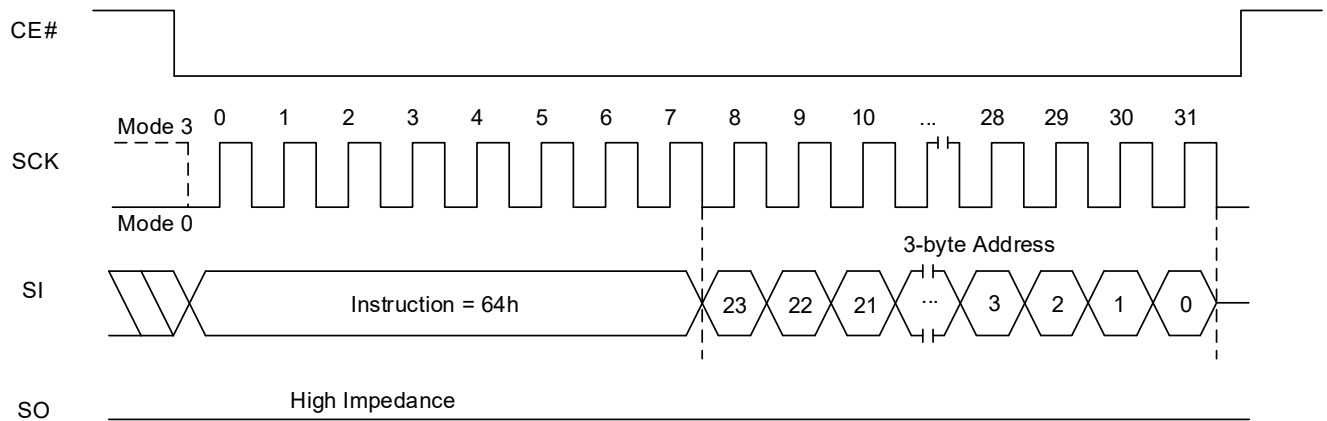 CE#
Mode 3 0 1 2 3 4 5 6 7 8 9 10 ... 28 29 30 31
SCK
Mode 0
3-byte Address
SI Instruction = 64h 23 22 21 ... 3 2 1 0
High Impedance
SO